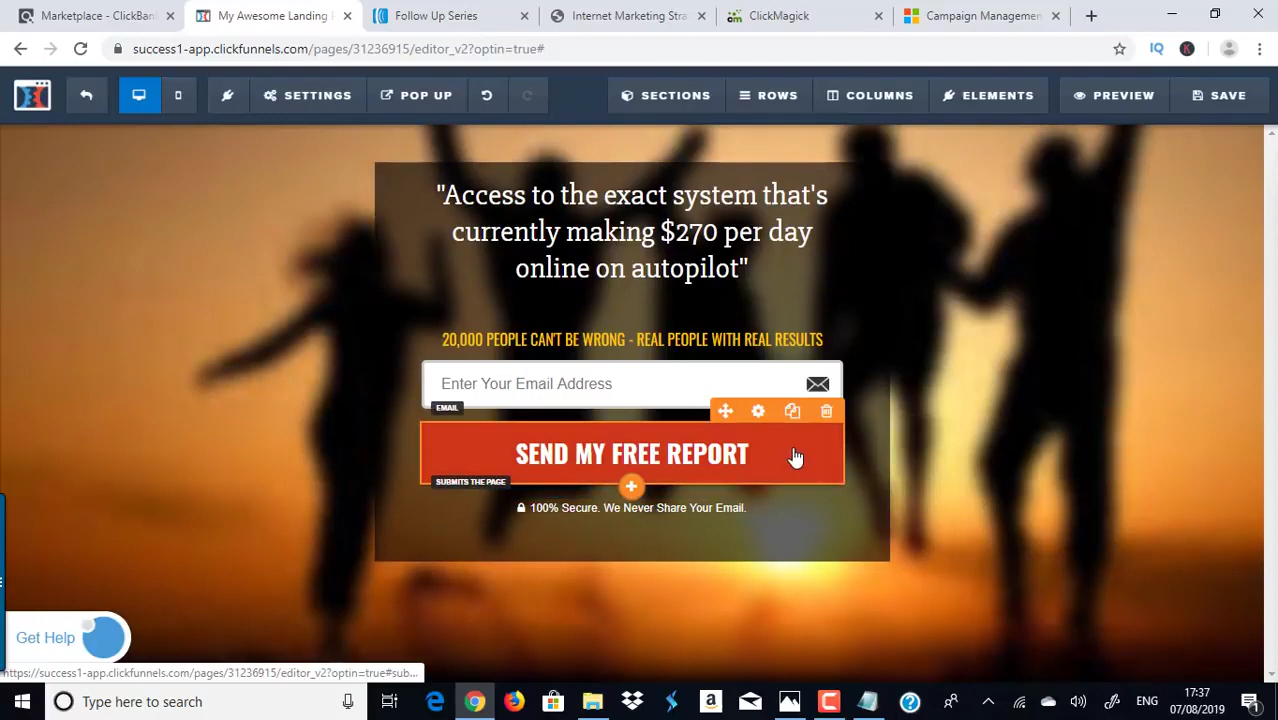 Marketplace - ClickBan
My Awesome Landing
Follow Up Series
Internet Marketing Stra
ClickMagick
Campaign Managemen
success1-app.clickfunnels.com/pages/31236915/editor_v2?optin=true#
SETTINGS
POP UP
SECTIONS
ROWS
COLUMNS
ELEMENTS
PREVIEW
SAVE
"Access to the exact system that's
currently making $270 per day
online on autopilot"
20,000 PEOPLE CAN'T BE WRONG - REAL PEOPLE WITH REAL RESULTS
Enter Your Email Address
EMAIL
SEND MY FREE REPORT
SUBMITS THE PAGE
100% Secure. We Never Share Your Email.
Get Help
https://success1-app.clickfunnels.com/pages/31236915/editor_v2?optin=true#sub...
Type here to search
ENG
17:37
07/08/2019